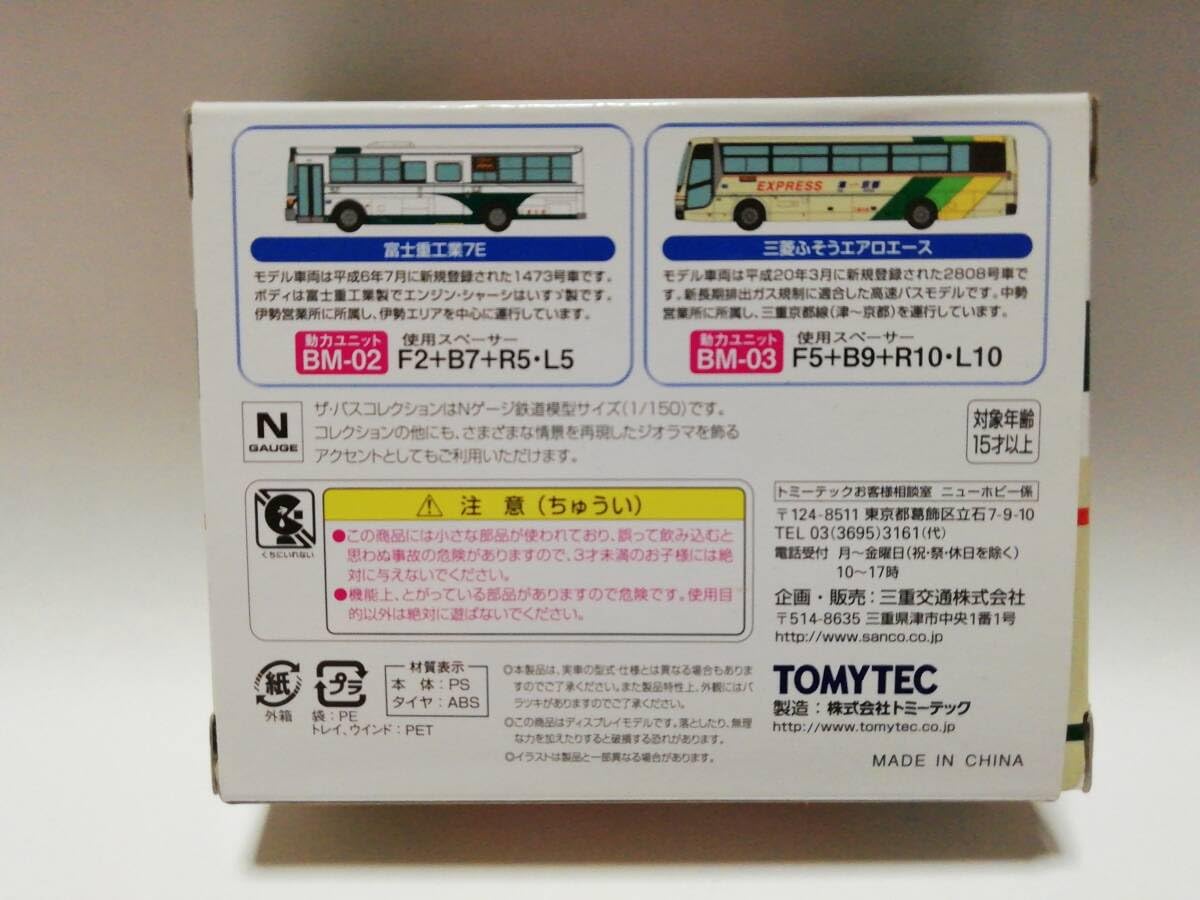 EXPRESS 津－京都
富士重工業7E
モデル車両は平成6年7月に新規登録された1473号車です。
ボディは富士重工業製でエンジン・シャーシはいすゞ製です。
伊勢営業所に所属し、伊勢エリアを中心に運行しています。
動力ユニット
BM-02
使用スペーサー
F2+B7+R5・L5
三菱ふそうエアロエース
モデル車両は平成20年3月に新規登録された2808号車で
す。新長期排出ガス規制に適合した高速バスモデルです。中勢
営業所に所属し、三重京都線(津〜京都)を運行しています。
動力ユニット
BM-03
使用スペーサー
F5+B9+R10・L10
N
GAUGE
ザ・バスコレクションはNゲージ鉄道模型サイズ(1/150)です。
コレクションの他にも、さまざまな情景を再現したジオラマを飾る
アクセントとしてもご利用いただけます。
対象年齢
15才以上
くちにいれない
注 意 (ちゅうい)
●この商品には小さな部品が使われており、誤って飲み込むと
思わぬ事故の危険がありますので、3才未満のお子様には絶
対に与えないでください。
●機能上、とがっている部品がありますので危険です。使用目
的以外は絶対に遊ばないでください。
トミーテックお客様相談室 ニューホビー係
〒124-8511 東京都葛飾区立石7-9-10
TEL 03(3695)3161(代)
電話受付 月〜金曜日(祝・祭・休日を除く)
10〜17時
企画・販売：三重交通株式会社
〒514-8635 三重県津市中央1番1号
http://www.sanco.co.jp
紙
外箱
プラ
袋：PE
トレイ、ウインド：PET
材質表示
本 体：PS
タイヤ：ABS
◎本製品は、実車の型式・仕様とは異なる場合もありま
すのでご了承ください。また製品特性上、外観にはバ
ラツキがありますのでご了承ください。
◎この商品はディスプレイモデルです。落としたり、無理
な力を加えたりすると破損する恐れがあります。
◎イラストは製品と一部異なる場合があります。
TOMYTEC
製造：株式会社トミーテック
http://www.tomytec.co.jp
MADE IN CHINA